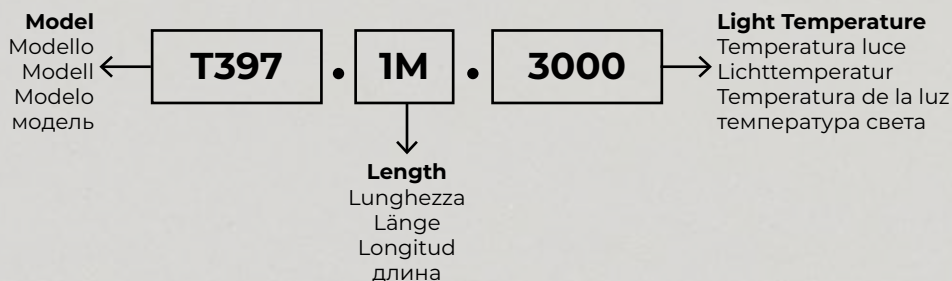 Model
Modello
Modell
Modelo
модель
T397 . 1M . 3000
Light Temperature
Temperatura luce
Lichttemperatur
Temperatura de la luz
температура света
Length
Lunghezza
Länge
Longitud
длина